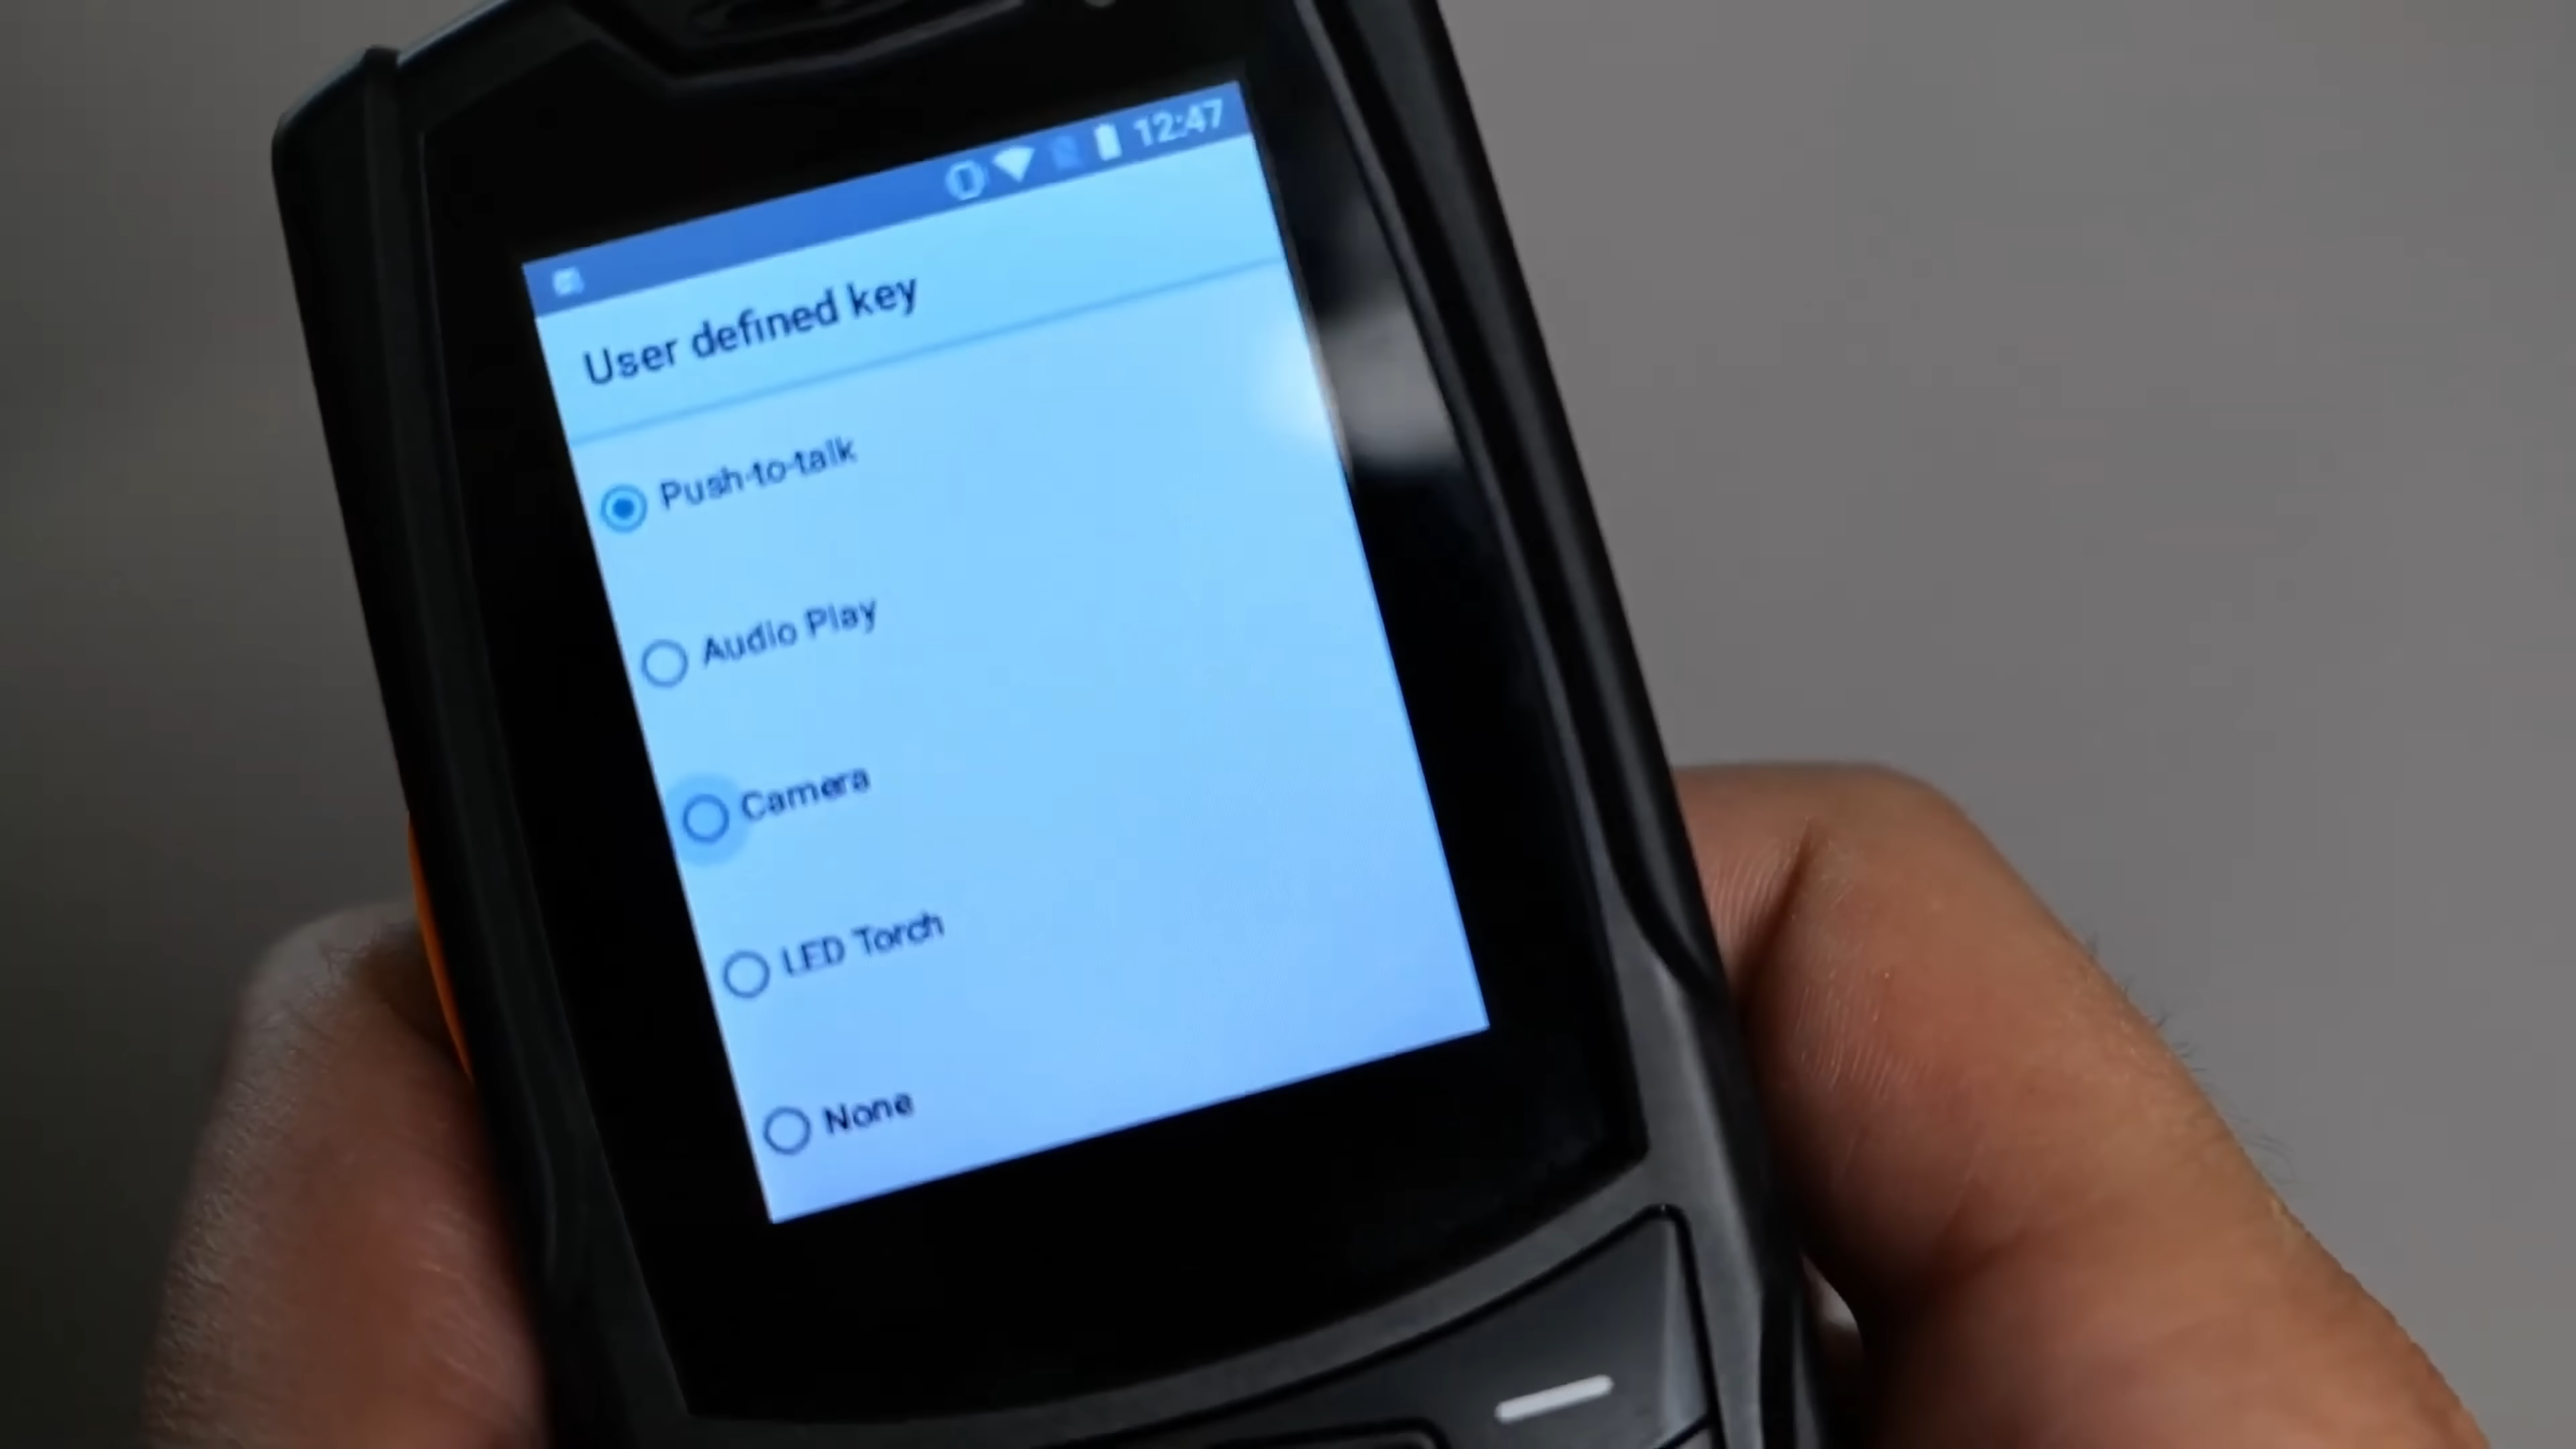 12:47
User defined key
Push-to-talk
Audio Play
Camera
LED Torch
None